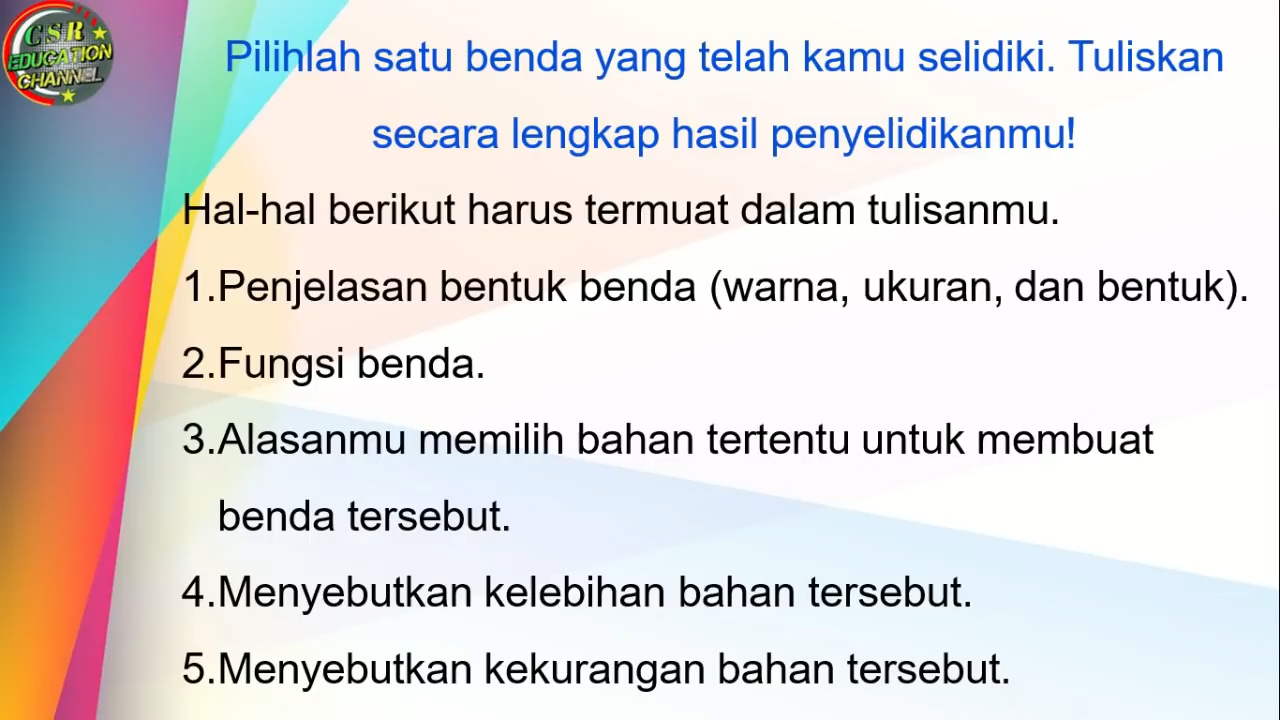 CSR
EDUCATION
CHANNEL
Pilihlah satu benda yang telah kamu selidiki. Tuliskan
secara lengkap hasil penyelidikanmu!
Hal-hal berikut harus termuat dalam tulisanmu.
1.Penjelasan bentuk benda (warna, ukuran, dan bentuk).
2.Fungsi benda.
3.Alasanmu memilih bahan tertentu untuk membuat
benda tersebut.
4.Menyebutkan kelebihan bahan tersebut.
5.Menyebutkan kekurangan bahan tersebut.